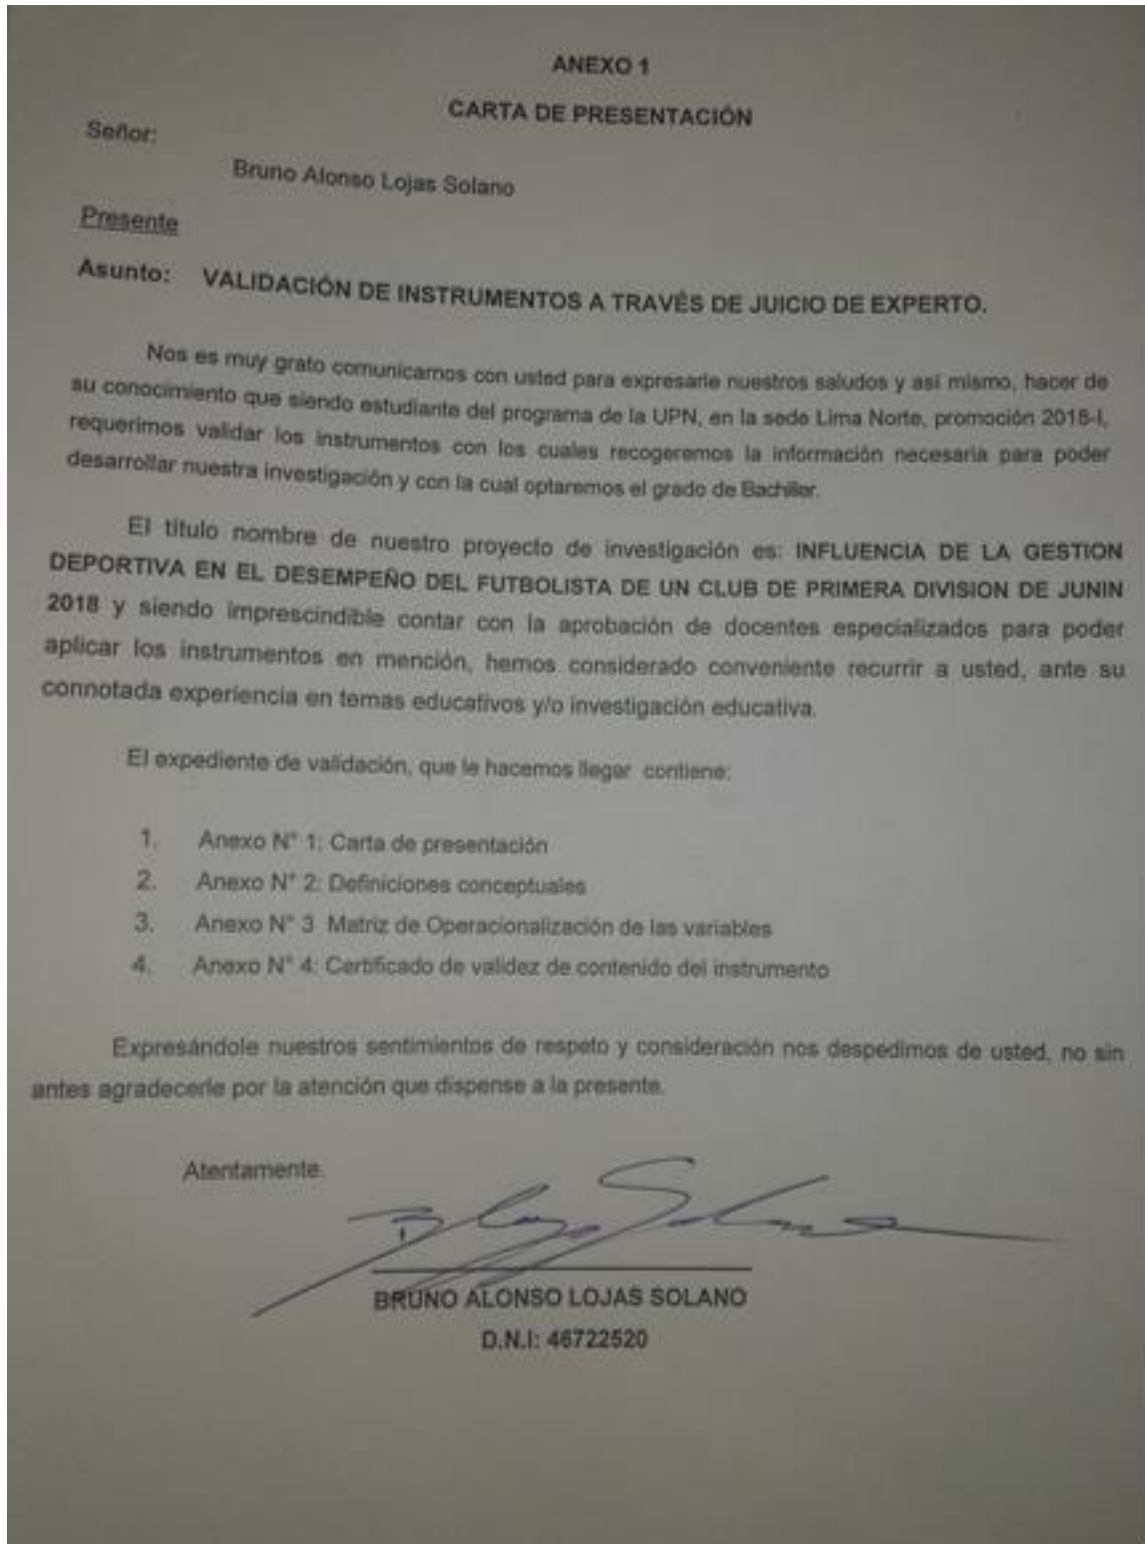 ANEXO 1
CARTA DE PRESENTACIÓN
Señor:
Bruno Alonso Lojas Solano
Presente
Asunto: VALIDACIÓN DE INSTRUMENTOS A TRAVÉS DE JUICIO DE EXPERTO.
Nos es muy grato comunicarnos con usted para expresarle nuestros saludos y así mismo, hacer de
su conocimiento que siendo estudiante del programa de la UPN, en la sede Lima Norte, promoción 2018-I,
requerimos validar los instrumentos con los cuales recogeremos la información necesaria para poder
desarrollar nuestra investigación y con la cual optaremos el grado de Bachiller.
El título nombre de nuestro proyecto de investigación es: INFLUENCIA DE LA GESTION
DEPORTIVA EN EL DESEMPEÑO DEL FUTBOLISTA DE UN CLUB DE PRIMERA DIVISION DE JUNIN
2018 y siendo imprescindible contar con la aprobación de docentes especializados para poder
aplicar los instrumentos en mención, hemos considerado conveniente recurrir a usted, ante su
connotada experiencia en temas educativos y/o investigación educativa.
El expediente de validación, que le hacemos llegar contiene:
1. Anexo N° 1: Carta de presentación
2. Anexo N° 2: Definiciones conceptuales
3. Anexo N° 3 Matriz de Operacionalización de las variables
4. Anexo N° 4: Certificado de validez de contenido del instrumento
Expresándole nuestros sentimientos de respeto y consideración nos despedimos de usted, no sin
antes agradecerle por la atención que dispense a la presente.
Atentamente.
BRUNO ALONSO LOJAS SOLANO
D.N.I: 46722520